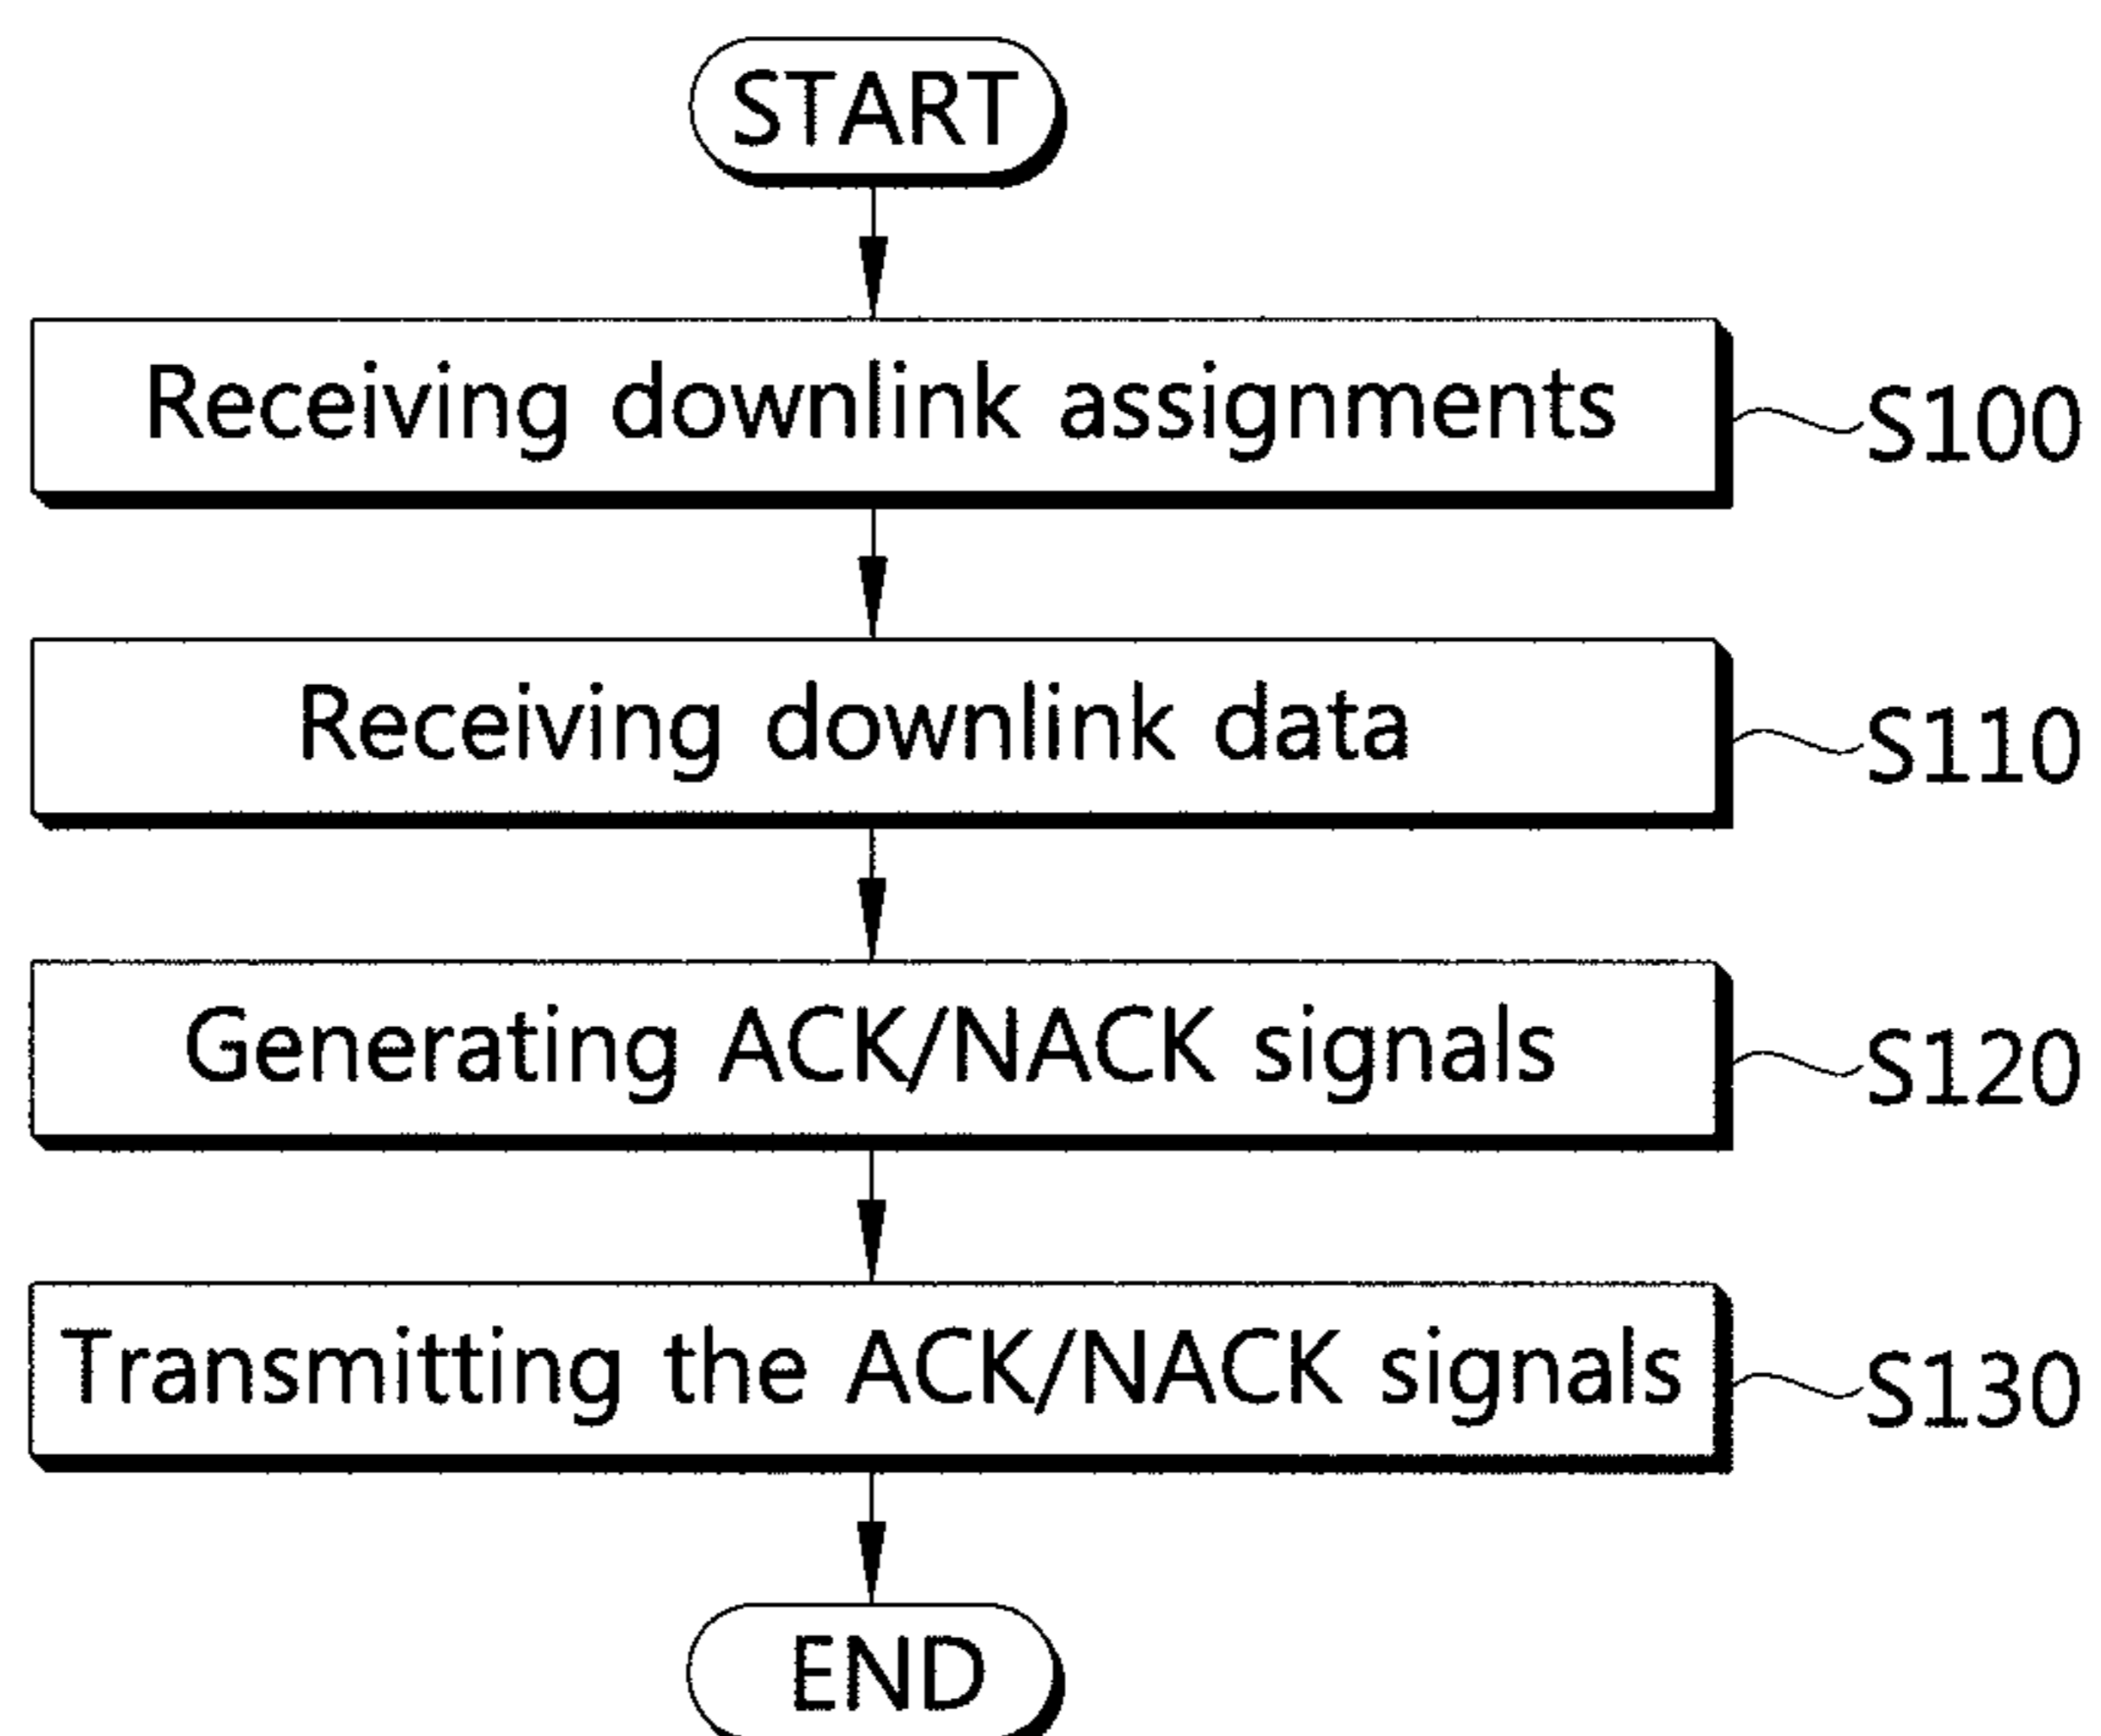 START
Receiving downlink assignments S100
Receiving downlink data S110
Generating ACK/NACK signals S120
Transmitting the ACK/NACK signals S130
END